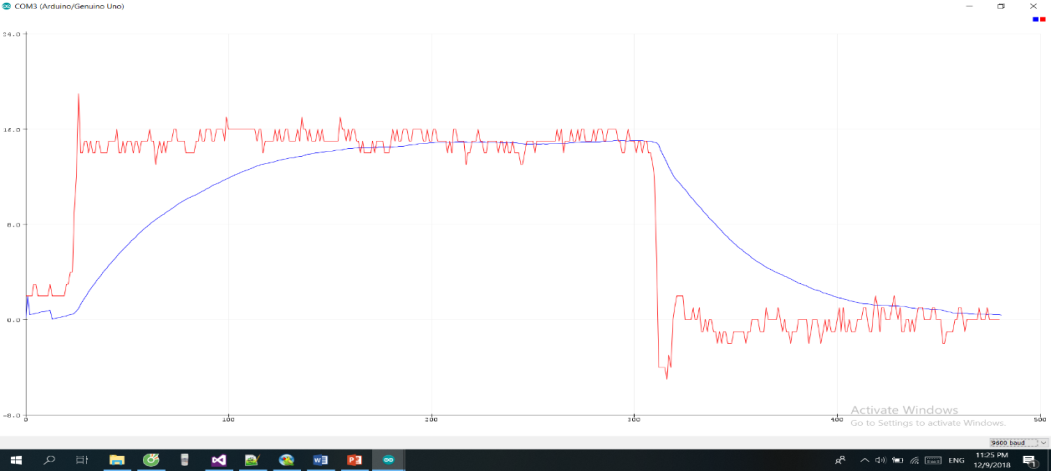 COM3 (Arduino/Genuino Uno)
24.0
16.0
8.0
0.0
-8.0
0 100 200 300 400 500
Activate Windows
Go to Settings to activate Windows.
9600 baud
ENG 11:25 PM
12/9/2018